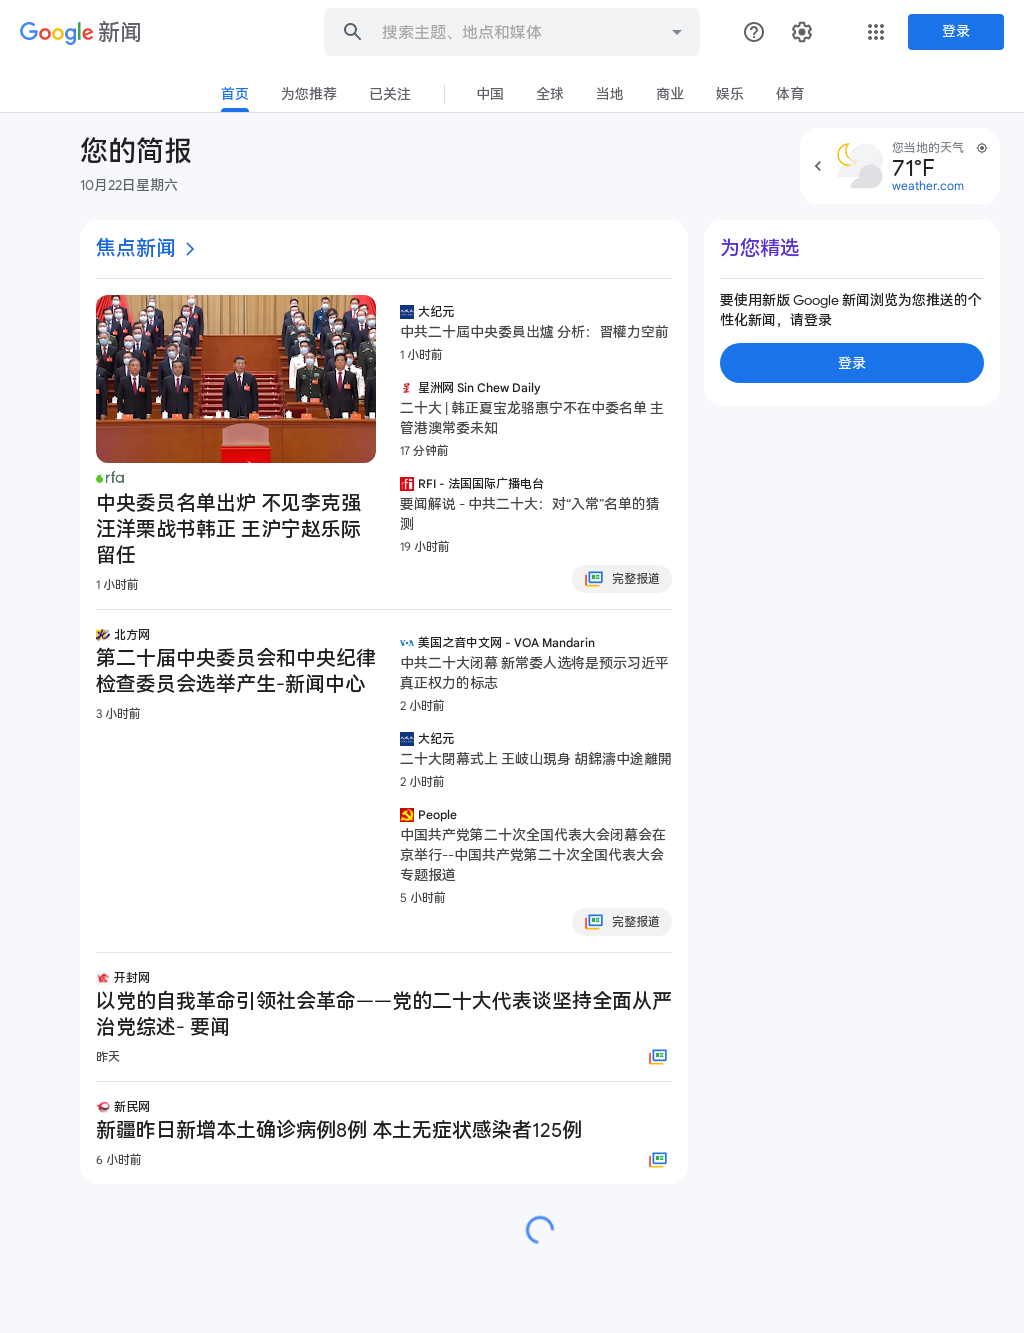 Google 新闻
搜索主题、地点和媒体
登录
首页
为您推荐
已关注
中国
全球
当地
商业
娱乐
体育
您的简报
10月22日星期六
您当地的天气
71°F
weather.com
焦点新闻
rfa
中央委员名单出炉 不见李克强
汪洋栗战书韩正 王沪宁赵乐际
留任
1 小时前
大纪元
中共二十屆中央委員出爐 分析：習權力空前
1 小时前
星洲网 Sin Chew Daily
二十大 | 韩正夏宝龙骆惠宁不在中委名单 主
管港澳常委未知
17 分钟前
RFI - 法国国际广播电台
要闻解说 - 中共二十大：对“入常”名单的猜
测
19 小时前
完整报道
北方网
第二十届中央委员会和中央纪律
检查委员会选举产生-新闻中心
3 小时前
VOA
美国之音中文网 - VOA Mandarin
中共二十大闭幕 新常委人选将是预示习近平
真正权力的标志
2 小时前
大纪元
二十大閉幕式上 王岐山現身 胡錦濤中途離開
2 小时前
People
中国共产党第二十次全国代表大会闭幕会在
京举行--中国共产党第二十次全国代表大会
专题报道
5 小时前
完整报道
开封网
以党的自我革命引领社会革命——党的二十大代表谈坚持全面从严
治党综述- 要闻
昨天
新民网
新疆昨日新增本土确诊病例8例 本土无症状感染者125例
6 小时前
为您精选
要使用新版 Google 新闻浏览为您推送的个
性化新闻，请登录
登录